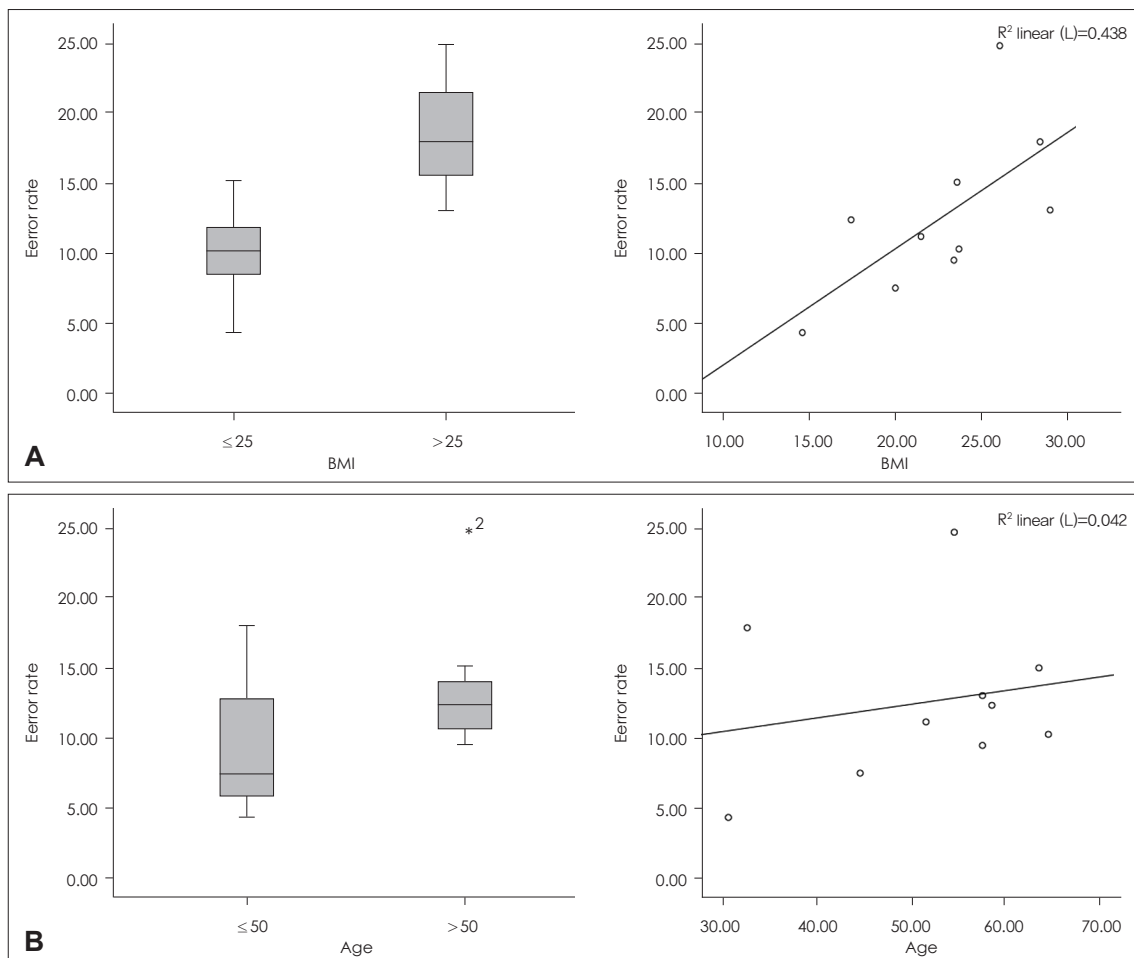 25.00
20.00
15.00
10.00
5.00
0.00
Eerror rate
≤25
>25
BMI
A
R² linear (L)=0.438
25.00
20.00
15.00
10.00
5.00
0.00
Eerror rate
10.00 15.00 20.00 25.00 30.00
BMI
25.00
20.00
15.00
10.00
5.00
0.00
Eerror rate
*2
≤50
>50
Age
B
R² linear (L)=0.042
25.00
20.00
15.00
10.00
5.00
0.00
Eerror rate
30.00 40.00 50.00 60.00 70.00
Age